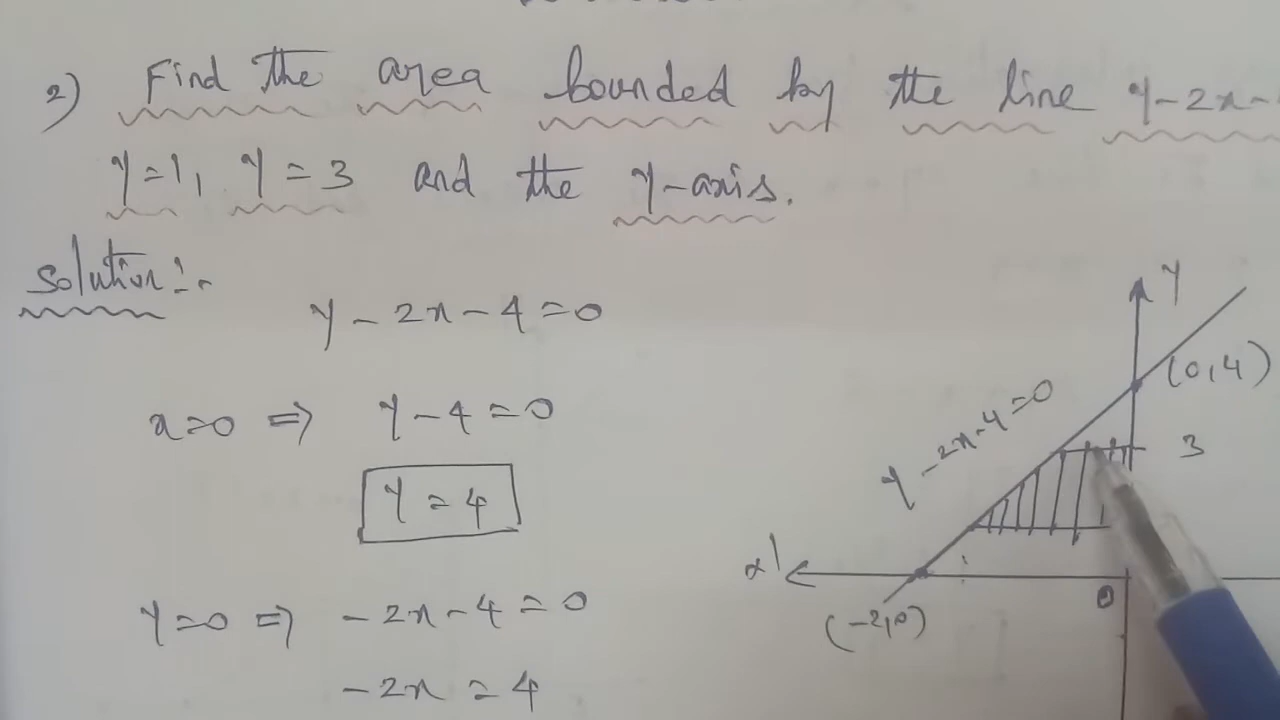 2) Find the area bounded by the line y-2x-
y=1, y=3 and the y-axis.
Solution:-
y-2x-4=0
x=0 ⇒ y-4=0
y=4
y=0 ⇒ -2x-4=0
-2x=4
y
(0,4)
y-2x-4=0
3
x'
0
(-2,0)